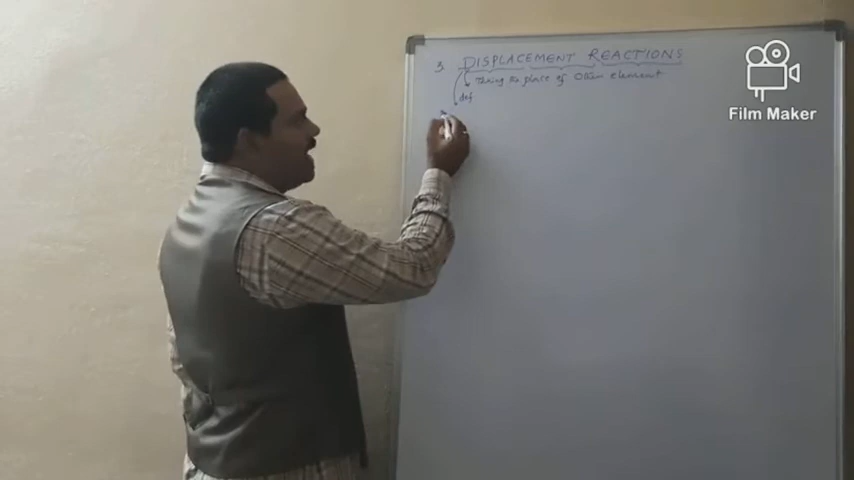 3. DISPLACEMENT REACTIONS
Taking the place of other element
def
Film Maker